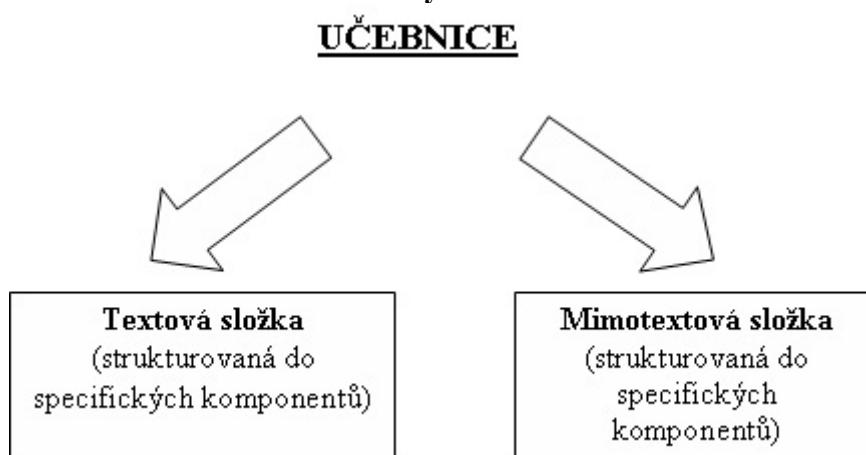 UČEBNICE
Textová složka
(strukturovaná do
specifických komponentů)
Mimotextová složka
(strukturovaná do
specifických
komponentů)